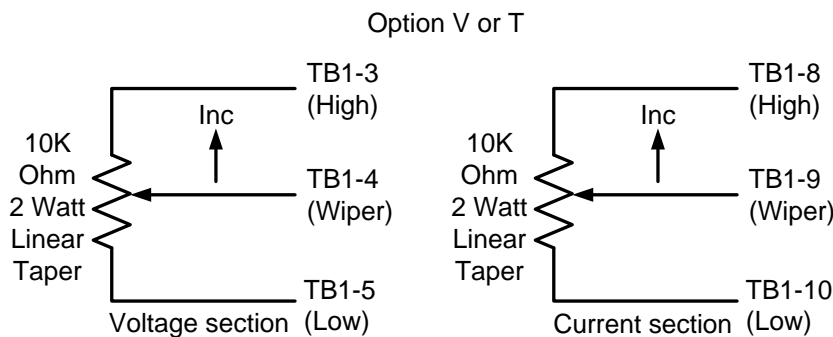 Option V or T
TB1-3
(High)
Inc
10K
Ohm
2 Watt
Linear
Taper
TB1-4
(Wiper)
TB1-5
(Low)
Voltage section
TB1-8
(High)
Inc
10K
Ohm
2 Watt
Linear
Taper
TB1-9
(Wiper)
TB1-10
(Low)
Current section